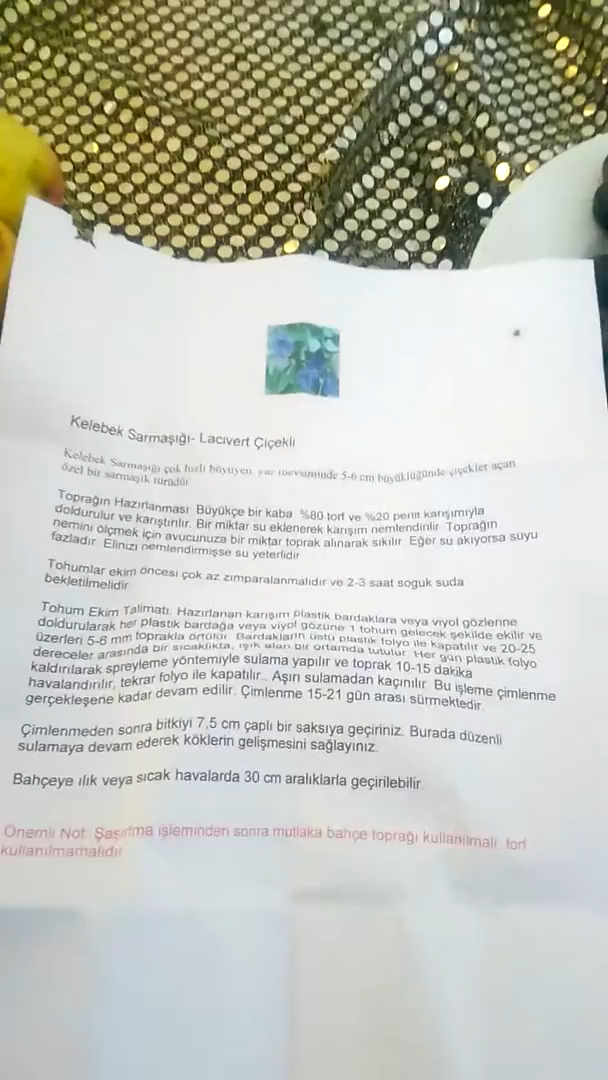 Kelebek Sarmaşığı- Lacivert Çiçekli
Kelebek Sarmaşığı çok hızlı büyüyen, yaz mevsiminde 5-6 cm büyüklüğünde çiçekler açan
özel bir sarmaşık türüdür
Toprağın Hazırlanması: Büyükçe bir kaba %80 torf ve %20 perlit karışımıyla
doldurulur ve karıştırılır. Bir miktar su eklenerek karışım nemlendirilir. Toprağın
nemini ölçmek için avucunuza bir miktar toprak alınarak sıkılır. Eğer su akıyorsa suyu
fazladır. Elinizi nemlendirmişse su yeterlidir
Tohumlar ekim öncesi çok az zımparalanmalıdır ve 2-3 saat soguk suda
bekletilmelidir
Tohum Ekim Talimatı: Hazırlanan karışım plastik bardaklara veya viyol gözlerine
doldurularak her plastik bardağa veya viyol gözüne 1 tohum gelecek şekilde ekilir ve
üzerleri 5-6 mm toprakla örtülür. Bardakların üstü plastik folyo ile kapatılır ve 20-25
dereceler arasında bir sıcaklıkta, ışık alan bir ortamda tutulur. Her gün plastik folyo
kaldırılarak spreyleme yöntemiyle sulama yapılır ve toprak 10-15 dakika
havalandırılır, tekrar folyo ile kapatılır.. Aşırı sulamadan kaçınılır. Bu işleme çimlenme
gerçekleşene kadar devam edilir. Çimlenme 15-21 gün arası sürmektedir.
Çimlenmeden sonra bitkiyi 7,5 cm çaplı bir saksıya geçiriniz. Burada düzenli
sulamaya devam ederek köklerin gelişmesini sağlayınız.
Bahçeye ılık veya sıcak havalarda 30 cm aralıklarla geçirilebilir.
Önemli Not: Şaşırtma işleminden sonra mutlaka bahçe toprağı kullanılmalı, torf
kullanılmamalıdır